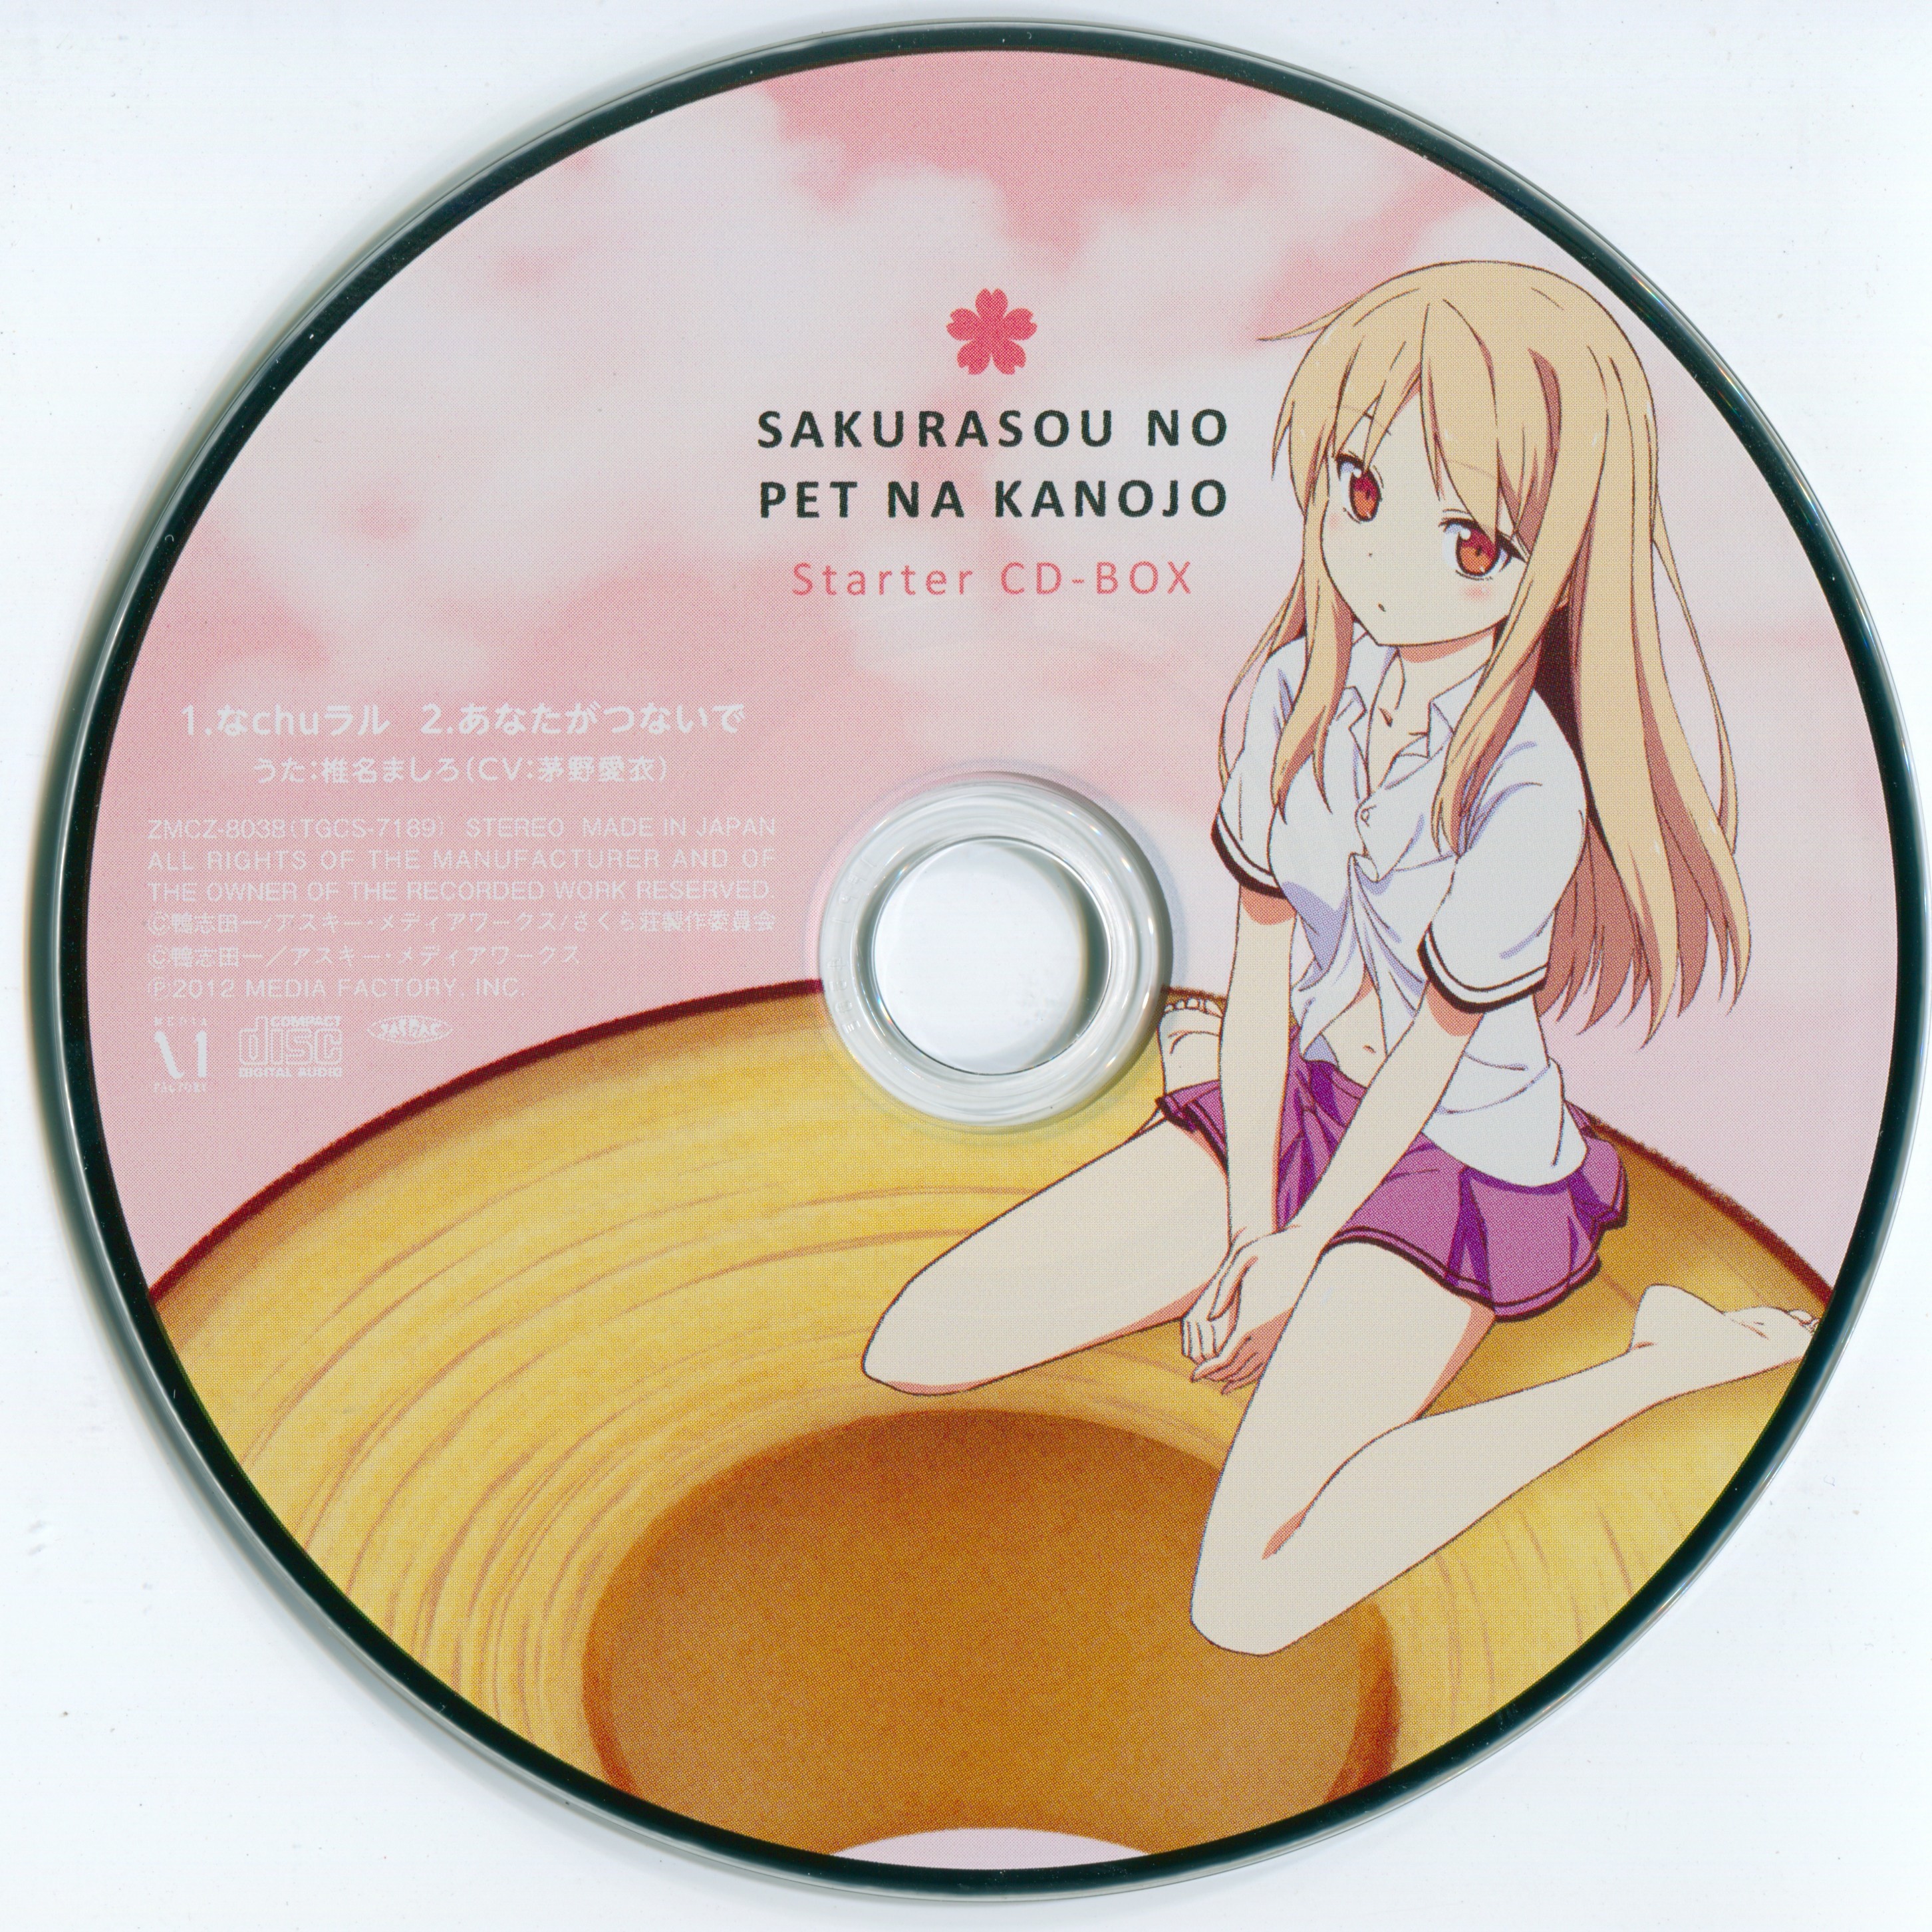 SAKURASOU NO
PET NA KANOJO
Starter CD-BOX
1.なchuラル 2.あなたがつないで
うた:椎名ましろ(CV:茅野愛衣)
ZMCZ-8038(TGCS-7189) STEREO MADE IN JAPAN
ALL RIGHTS OF THE MANUFACTURER AND OF
THE OWNER OF THE RECORDED WORK RESERVED.
©鴨志田一/アスキー・メディアワークス/さくら荘製作委員会
©鴨志田一/アスキー・メディアワークス
℗2012 MEDIA FACTORY, INC.
MEDIA
FACTORY
COMPACT
disc
DIGITAL AUDIO
JASRAC